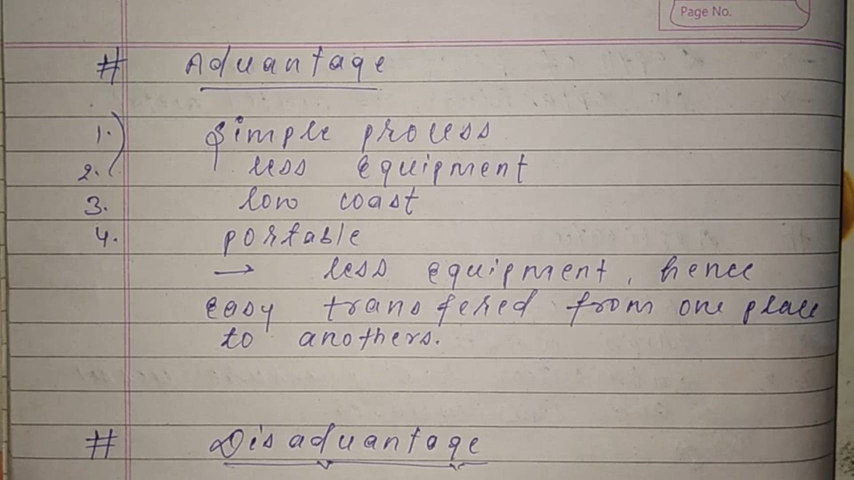 Page No.
# Advantage
1.) Simple process
2. less equipment
3. low coast
4. portable
→ less equipment, hence
easy transfered from one place
to anothers.
# Disadvantage